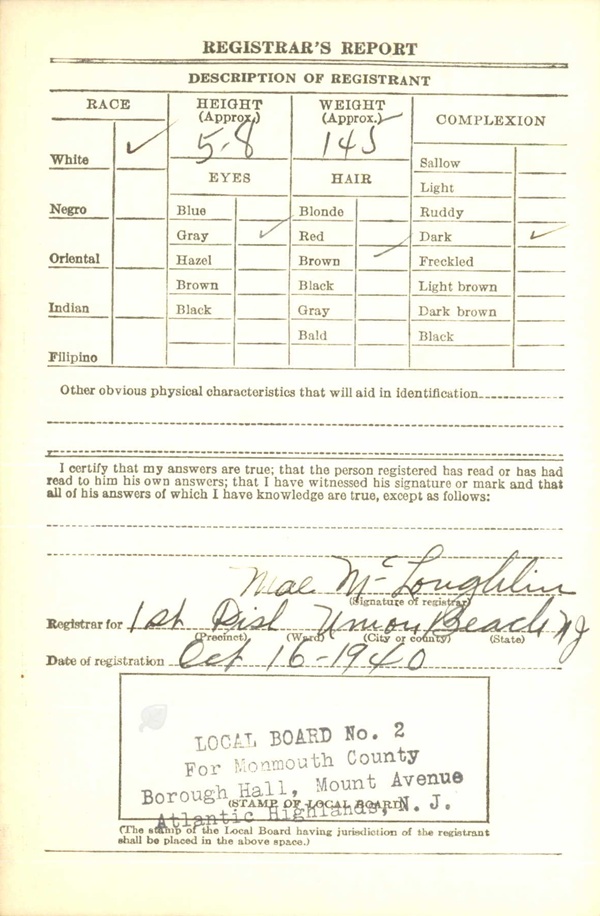 REGISTRAR'S REPORT
DESCRIPTION OF REGISTRANT
RACE
HEIGHT
(Approx.)
WEIGHT
(Approx.)
COMPLEXION
White ✓
5-8
145
Sallow
EYES
HAIR
Light
Negro
Blue
Blonde
Ruddy
Gray ✓
Red
Dark ✓
Oriental
Hazel
Brown ✓
Freckled
Brown
Black
Light brown
Indian
Black
Gray
Dark brown
Bald
Black
Filipino
Other obvious physical characteristics that will aid in identification
I certify that my answers are true; that the person registered has read or has had
read to him his own answers; that I have witnessed his signature or mark and that
all of his answers of which I have knowledge are true, except as follows:
Mae McLoughlin
(Signature of registrar)
Registrar for 1st Dist Union Beach NJ
(Precinct) (Ward) (City or county) (State)
Date of registration Oct 16-1940
LOCAL BOARD No. 2
For Monmouth County
Borough Hall, Mount Avenue
(STAMP OF LOCAL BOARD)
Atlantic Highlands, N. J.
(The stamp of the Local Board having jurisdiction of the registrant
shall be placed in the above space.)